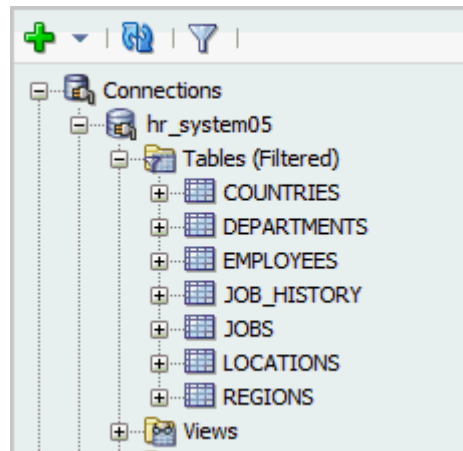 Connections
hr_system05
Tables (Filtered)
COUNTRIES
DEPARTMENTS
EMPLOYEES
JOB_HISTORY
JOBS
LOCATIONS
REGIONS
Views